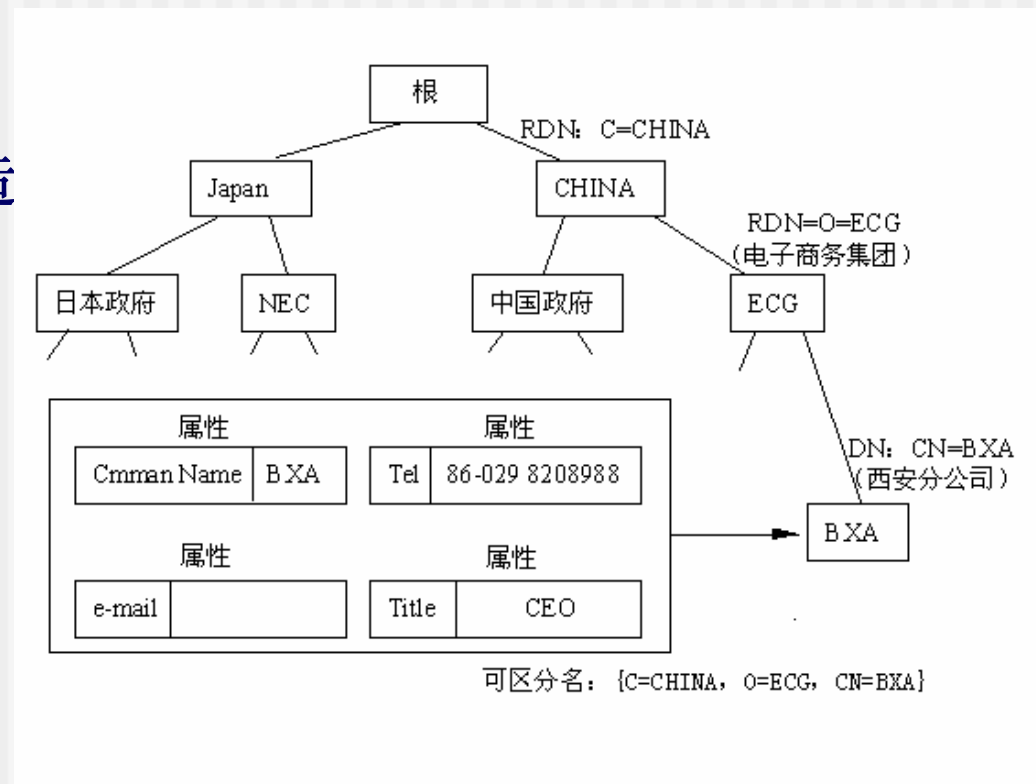 根
RDN: C=CHINA
Japan
CHINA
RDN=O=ECG
(电子商务集团)
日本政府
NEC
中国政府
ECG
属性
属性
Cmman Name
BXA
Tel
86-029 8208988
DN: CN=BXA
(西安分公司)
BXA
属性
属性
e-mail
Title
CEO
可区分名: {C=CHINA, O=ECG, CN=BXA}